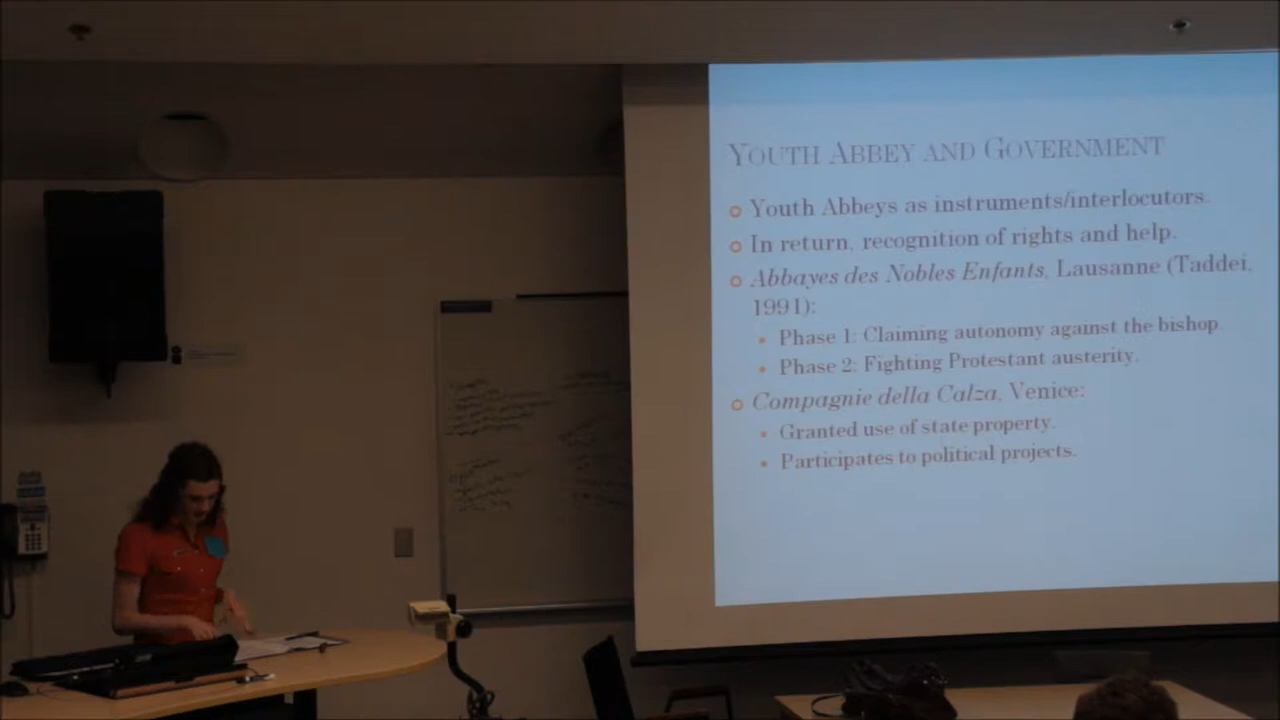 YOUTH ABBEY AND GOVERNMENT
Youth Abbeys as instruments/interlocutors.
In return, recognition of rights and help.
Abbayes des Nobles Enfants, Lausanne (Taddei,
1991):
Phase 1: Claiming autonomy against the bishop.
Phase 2: Fighting Protestant austerity.
Compagnie della Calza, Venice:
Granted use of state property.
Participates to political projects.